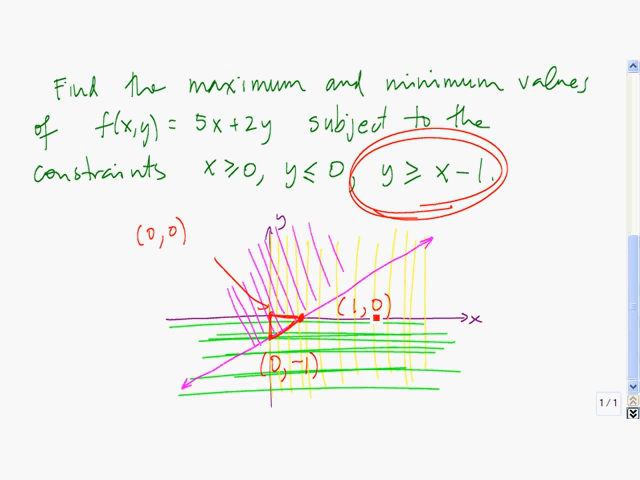 Find the maximum and minimum values
of f(x,y) = 5x+2y subject to the
constraints x ≥ 0, y ≤ 0, y ≥ x - 1.
(0,0)
y
(1,0)
x
(0,-1)
1/1